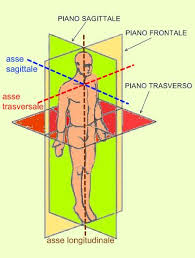 PIANO SAGITTALE
PIANO FRONTALE
asse
sagittale
PIANO TRASVERSO
asse
trasversale
asse longitudinale